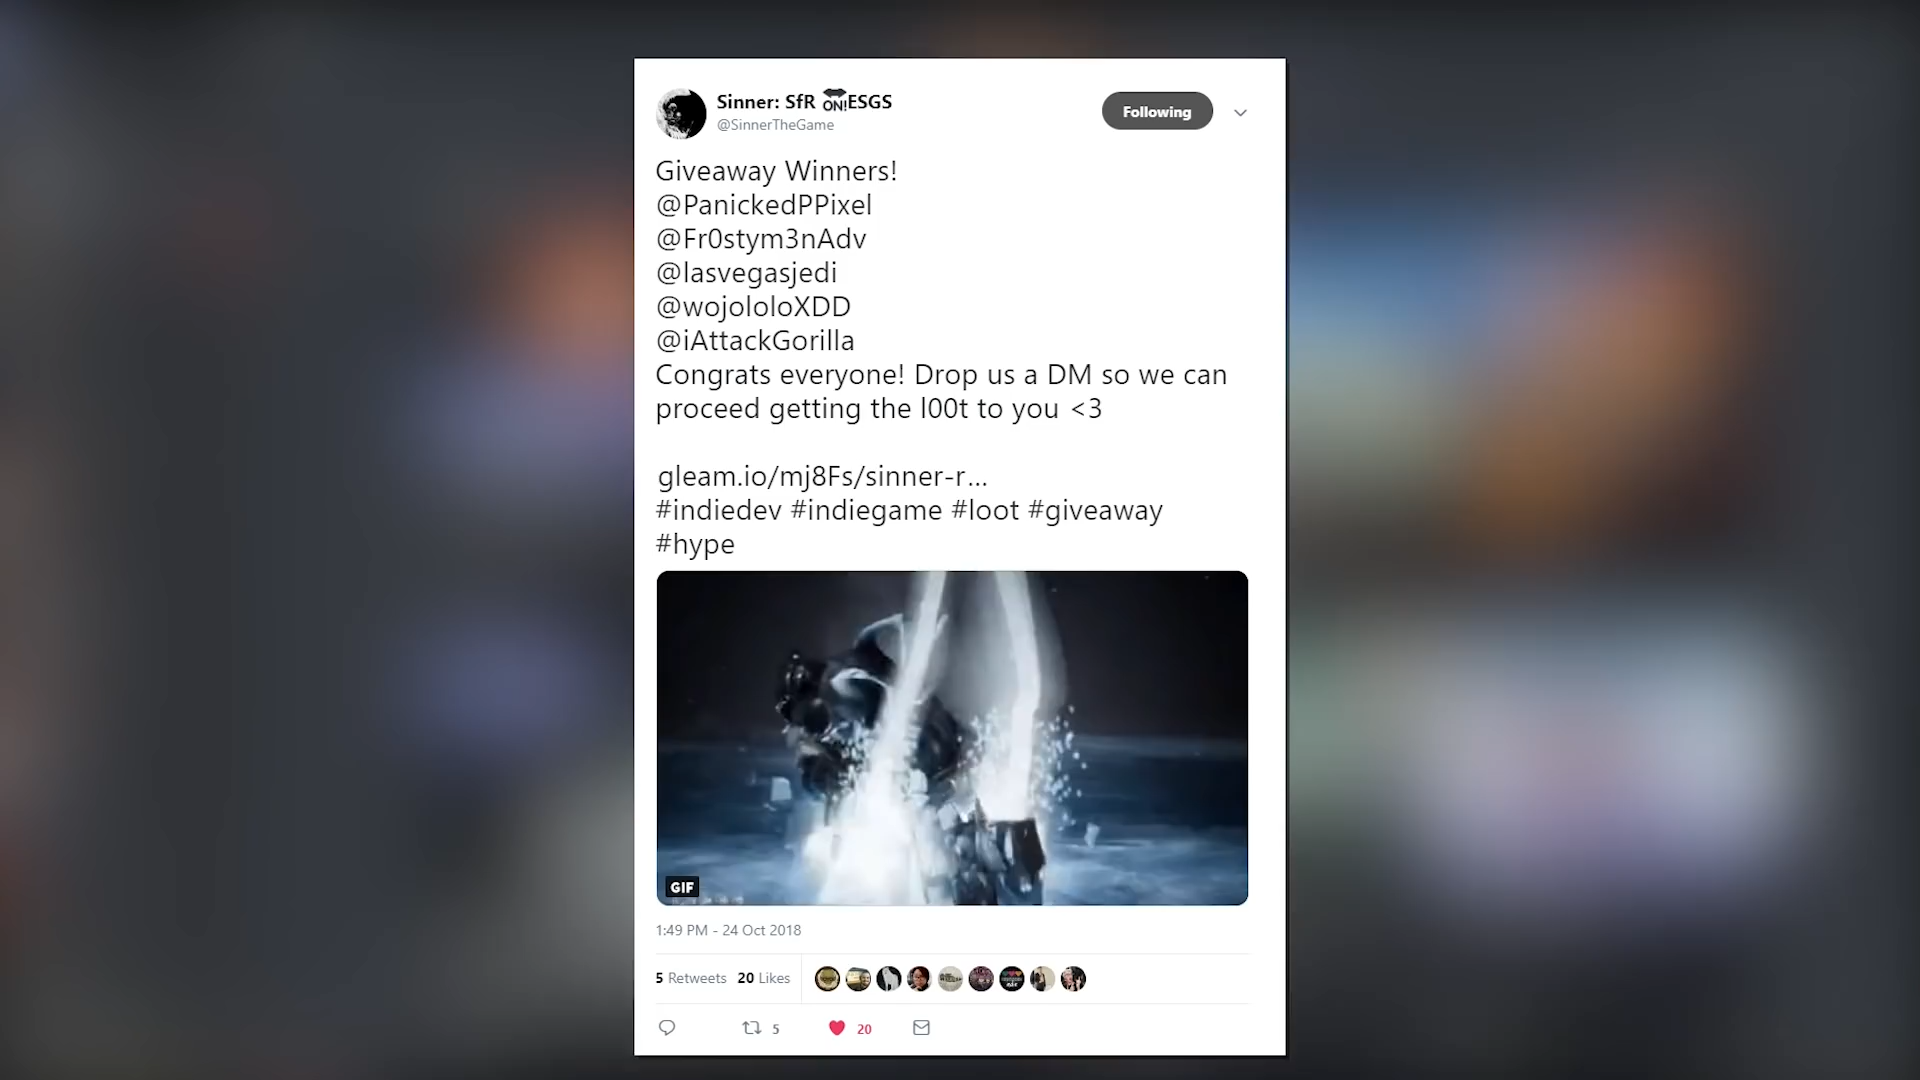 Sinner: SfR ON!ESGS
@SinnerTheGame
Following
Giveaway Winners!
@PanickedPPixel
@Fr0stym3nAdv
@lasvegasjedi
@wojololoXDD
@iAttackGorilla
Congrats everyone! Drop us a DM so we can
proceed getting the l00t to you <3
gleam.io/mj8Fs/sinner-r...
#indiedev #indiegame #loot #giveaway
#hype
GIF
1:49 PM - 24 Oct 2018
5 Retweets 20 Likes
5 20